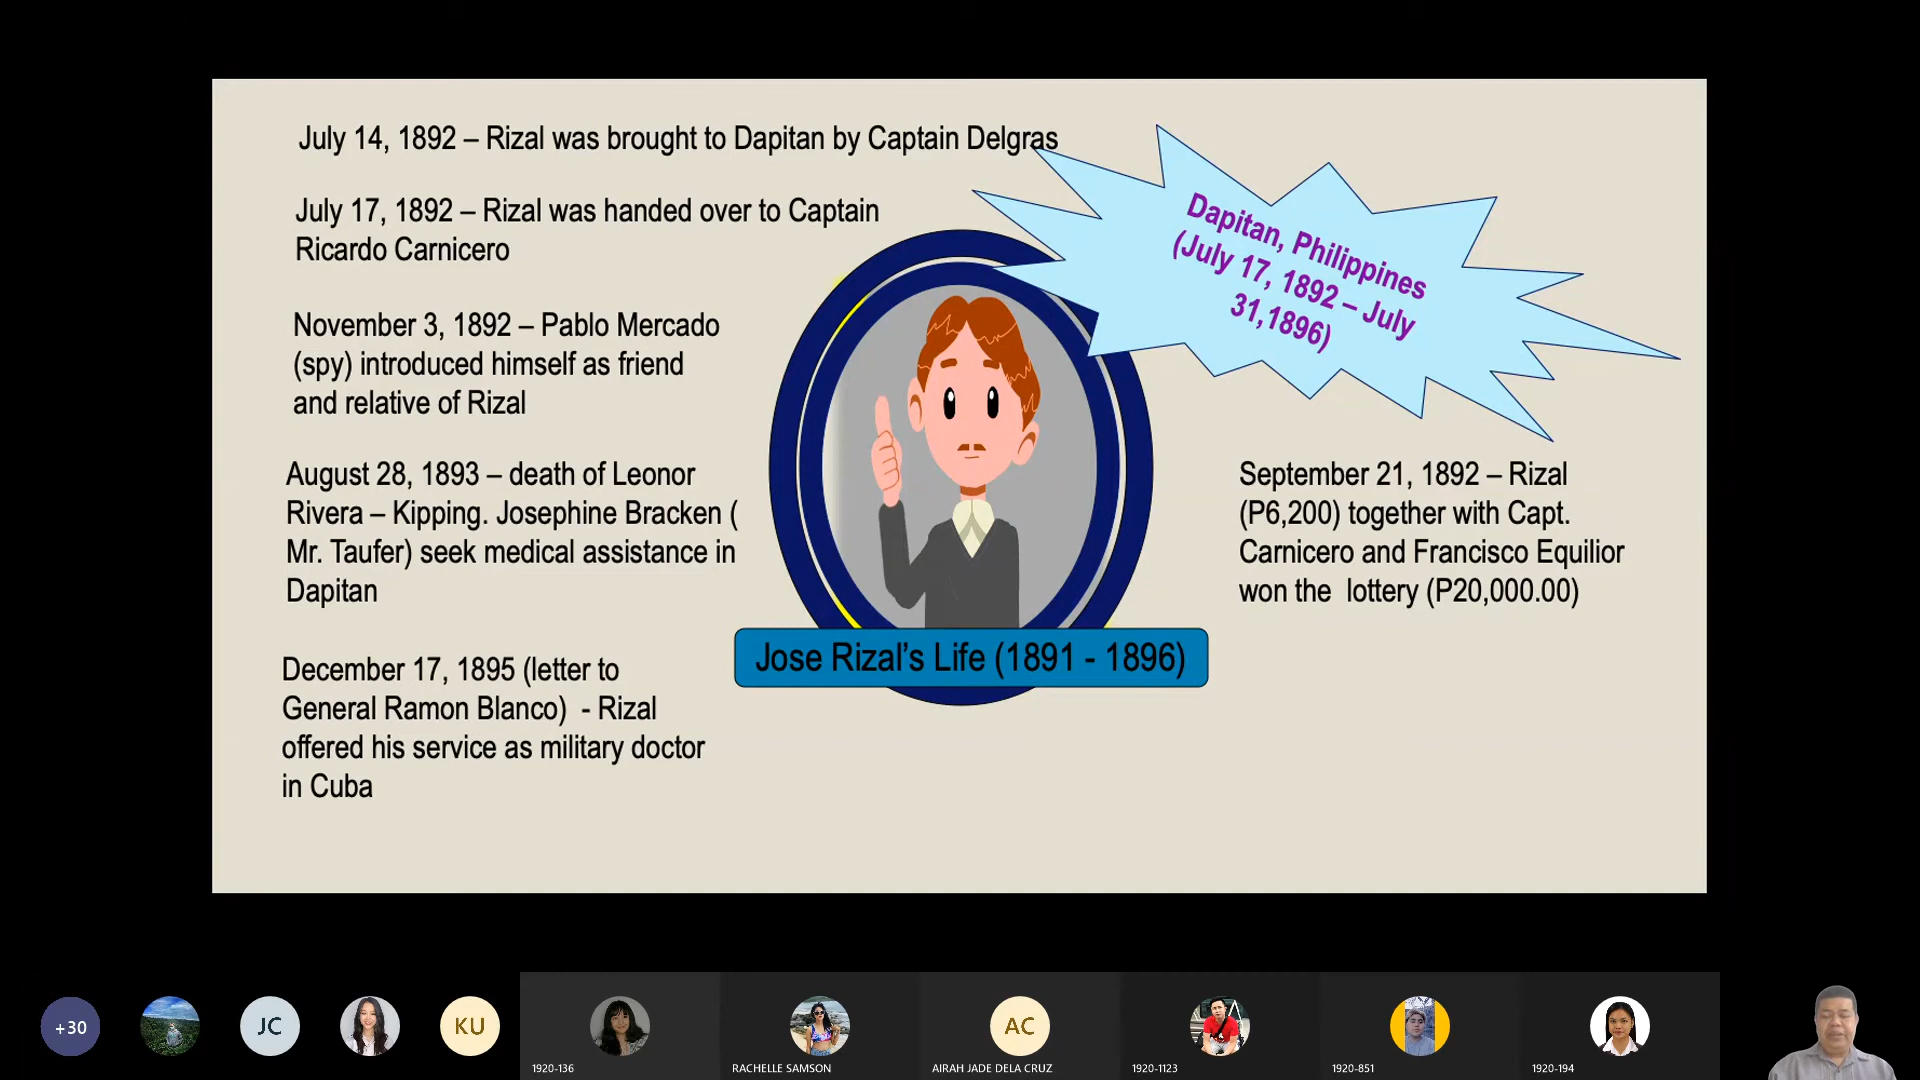 July 14, 1892 – Rizal was brought to Dapitan by Captain Delgras
July 17, 1892 – Rizal was handed over to Captain
Ricardo Carnicero
November 3, 1892 – Pablo Mercado
(spy) introduced himself as friend
and relative of Rizal
August 28, 1893 – death of Leonor
Rivera – Kipping. Josephine Bracken (
Mr. Taufer) seek medical assistance in
Dapitan
December 17, 1895 (letter to
General Ramon Blanco)  - Rizal
offered his service as military doctor
in Cuba
Dapitan, Philippines
(July 17, 1892 – July
31,1896)
September 21, 1892 – Rizal
(P6,200) together with Capt.
Carnicero and Francisco Equilior
won the  lottery (P20,000.00)
Jose Rizal’s Life (1891 - 1896)
+30
JC
KU
AC
1920-136
RACHELLE SAMSON
AIRAH JADE DELA CRUZ
1920-1123
1920-851
1920-194